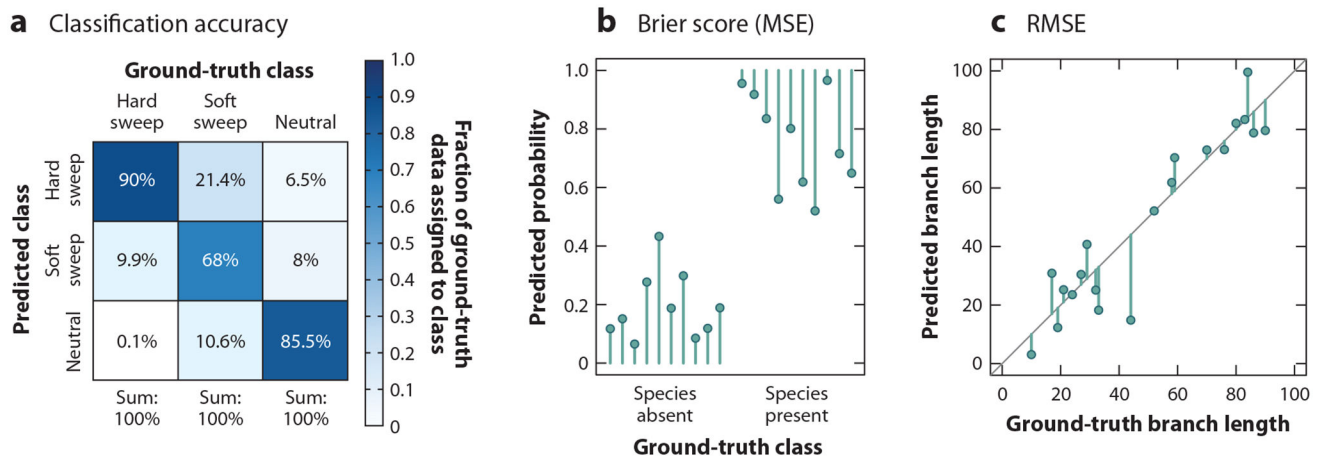 a Classification accuracy
Ground-truth class
Hard
sweep
Soft
sweep
Neutral
Predicted class
Hard
sweep
90%
21.4%
6.5%
Soft
sweep
9.9%
68%
8%
Neutral
0.1%
10.6%
85.5%
Sum:
100%
Sum:
100%
Sum:
100%
1.0
0.9
0.8
0.7
0.6
0.5
0.4
0.3
0.2
0.1
0
Fraction of ground-truth
data assigned to class
b Brier score (MSE)
Predicted probability
1.0
0.8
0.6
0.4
0.2
0
Species
absent
Species
present
Ground-truth class
c RMSE
Predicted branch length
100
80
60
40
20
0
0 20 40 60 80 100
Ground-truth branch length